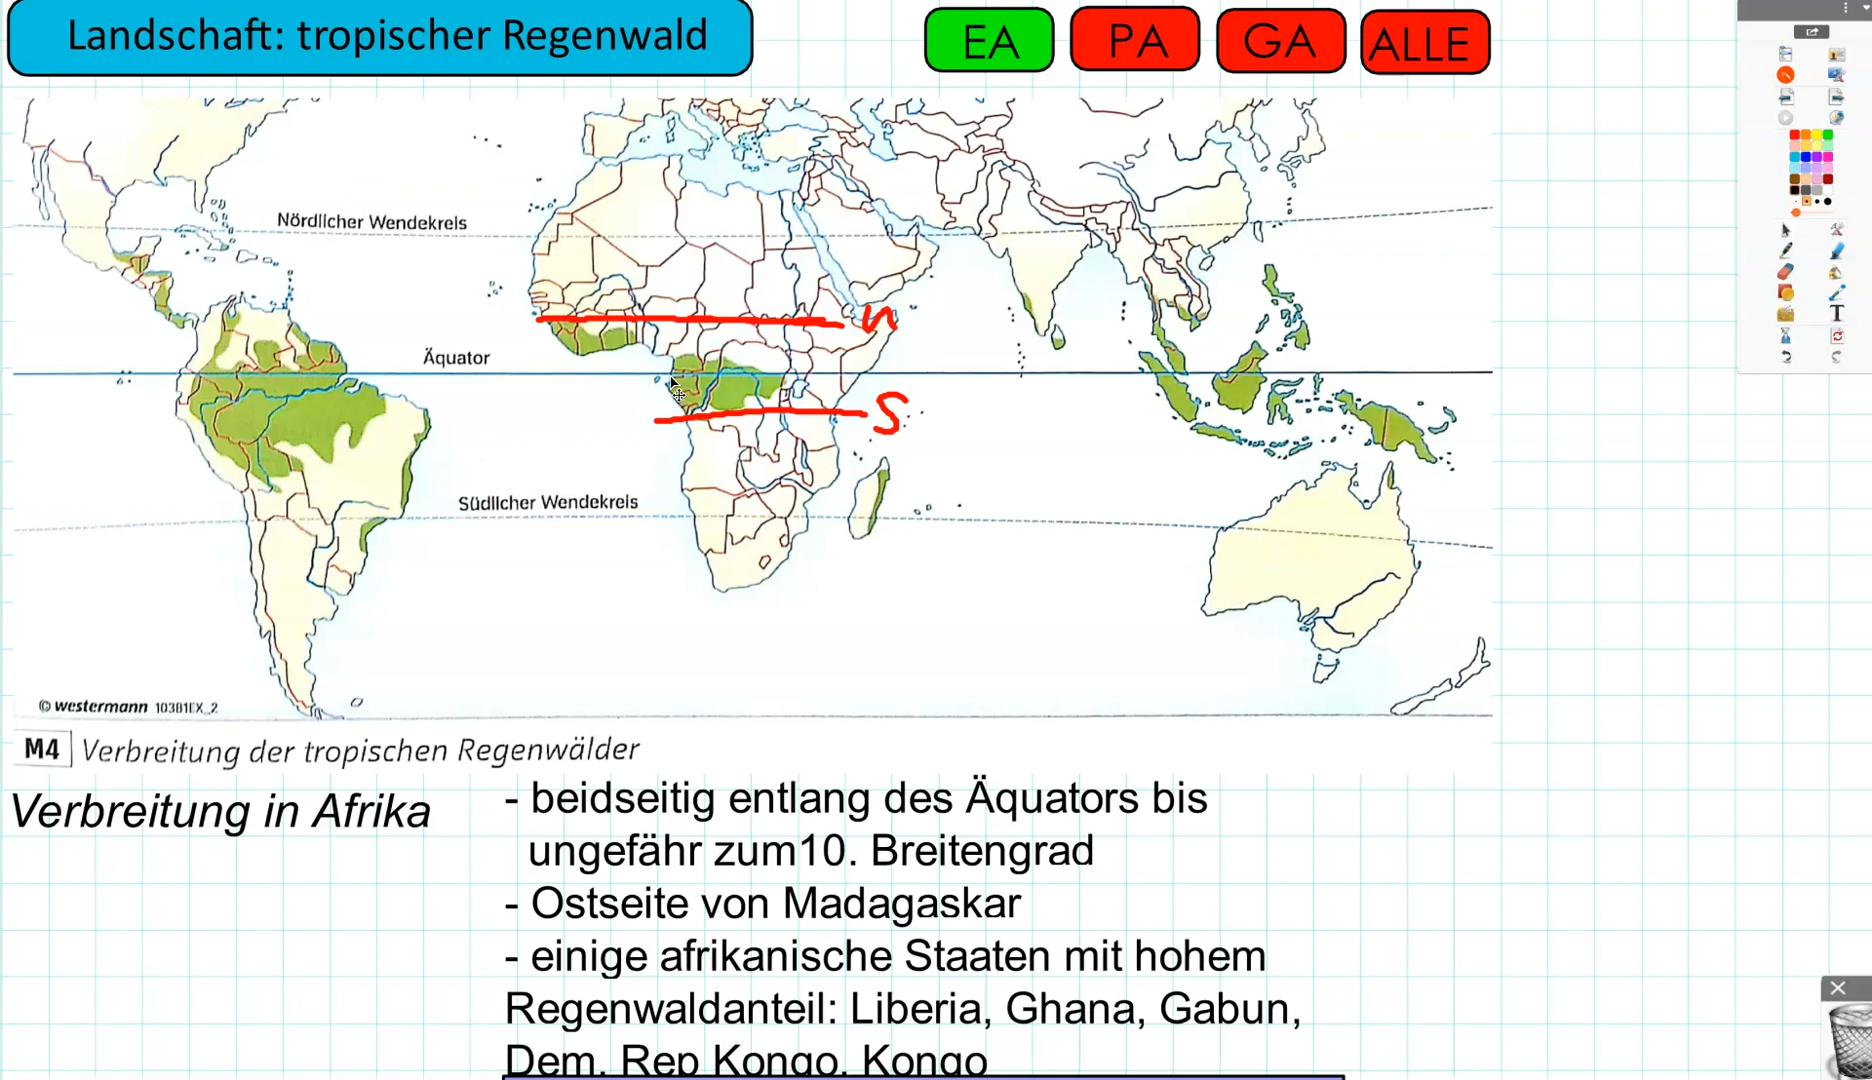 Landschaft: tropischer Regenwald
EA PA GA ALLE
Nördlicher Wendekreis
N
Äquator
S
Südlicher Wendekreis
© westermann 10381EX_2
M4 Verbreitung der tropischen Regenwälder
Verbreitung in Afrika
- beidseitig entlang des Äquators bis
ungefähr zum10. Breitengrad
- Ostseite von Madagaskar
- einige afrikanische Staaten mit hohem
Regenwaldanteil: Liberia, Ghana, Gabun,
Dem. Rep Kongo, Kongo